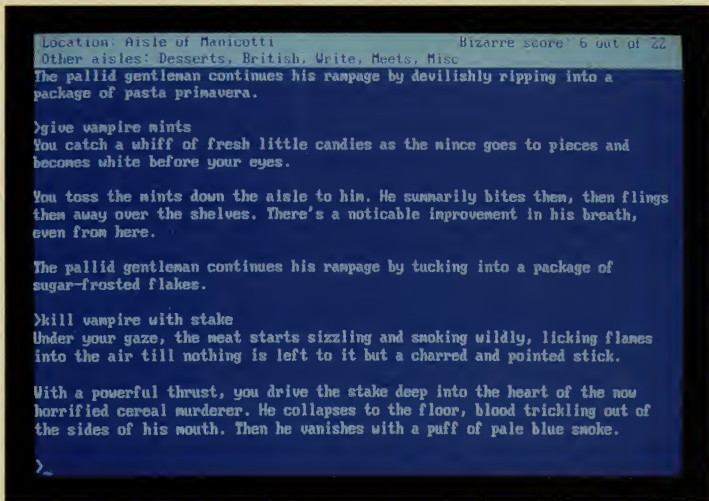 Location: Aisle of Manicotti Bizarre score: 6 out of 22
Other aisles: Desserts, British, Write, Meets, Misc
The pallid gentleman continues his rampage by devilishly ripping into a
package of pasta primavera.
>give vampire mints
You catch a whiff of fresh little candies as the mince goes to pieces and
becomes white before your eyes.
You toss the mints down the aisle to him. He summarily bites them, then flings
them away over the shelves. There's a noticable improvement in his breath,
even from here.
The pallid gentleman continues his rampage by tucking into a package of
sugar-frosted flakes.
>kill vampire with stake
Under your gaze, the meat starts sizzling and smoking wildly, licking flames
into the air till nothing is left to it but a charred and pointed stick.
With a powerful thrust, you drive the stake deep into the heart of the now
horrified cereal murderer. He collapses to the floor, blood trickling out of
the sides of his mouth. Then he vanishes with a puff of pale blue smoke.
>_